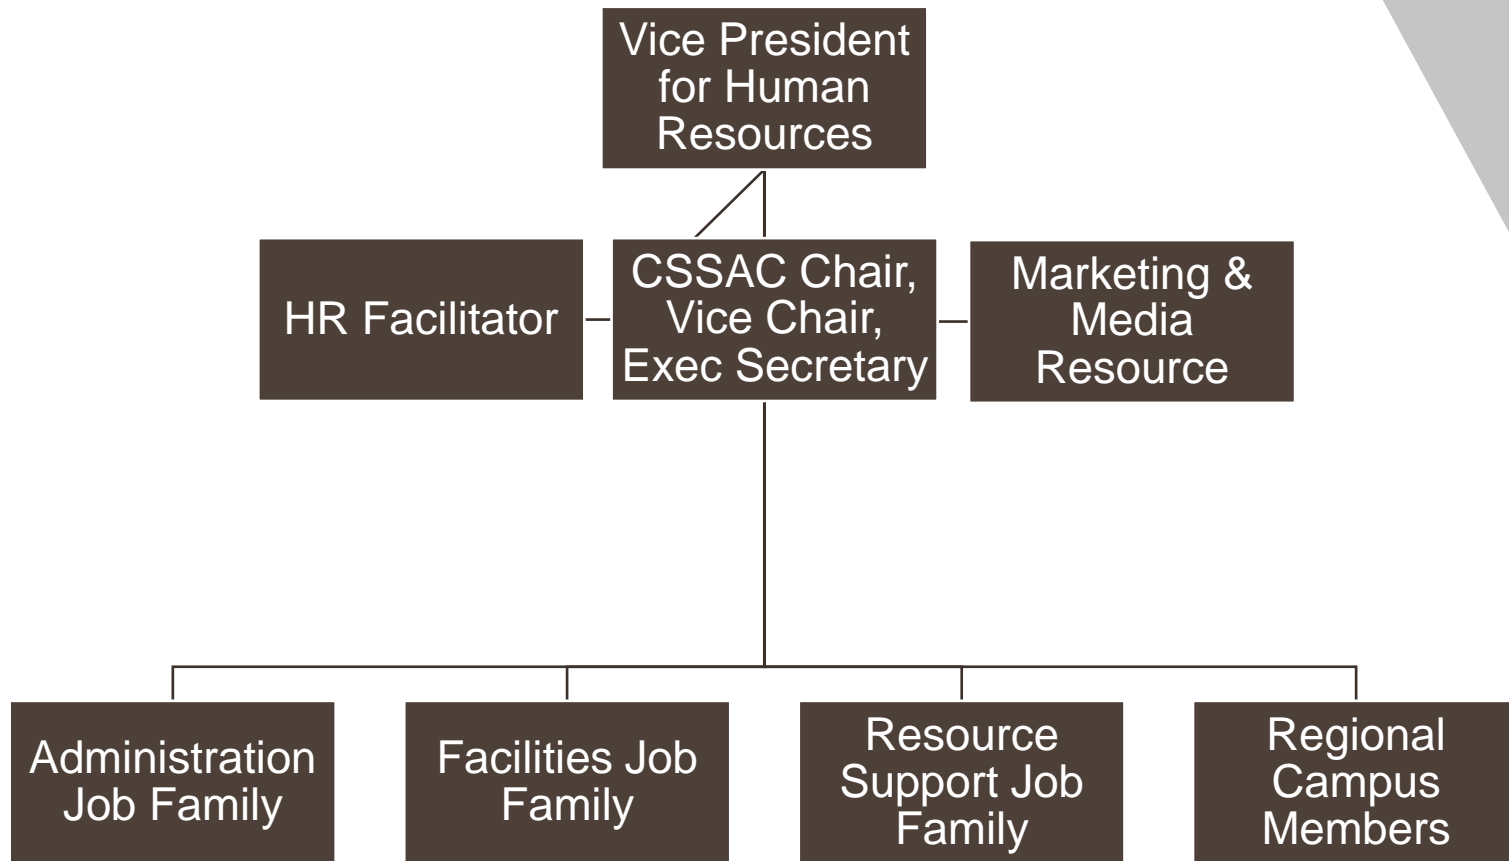 Vice President
for Human
Resources
HR Facilitator
CSSAC Chair,
Vice Chair,
Exec Secretary
Marketing &
Media
Resource
Administration
Job Family
Facilities Job
Family
Resource
Support Job
Family
Regional
Campus
Members